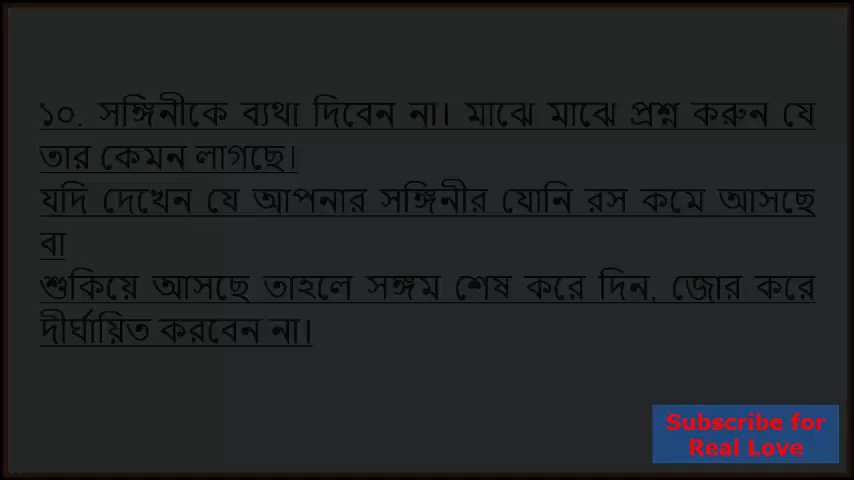 ১০. সঙ্গিনীকে ব্যথা দিবেন না। মাঝে মাঝে প্রশ্ন করুন যে
তার কেমন লাগছে।
যদি দেখেন যে আপনার সঙ্গিনীর যোনি রস কমে আসছে
বা
শুকিয়ে আসছে তাহলে সঙ্গম শেষ করে দিন, জোর করে
দীর্ঘায়িত করবেন না।
Subscribe for
Real Love